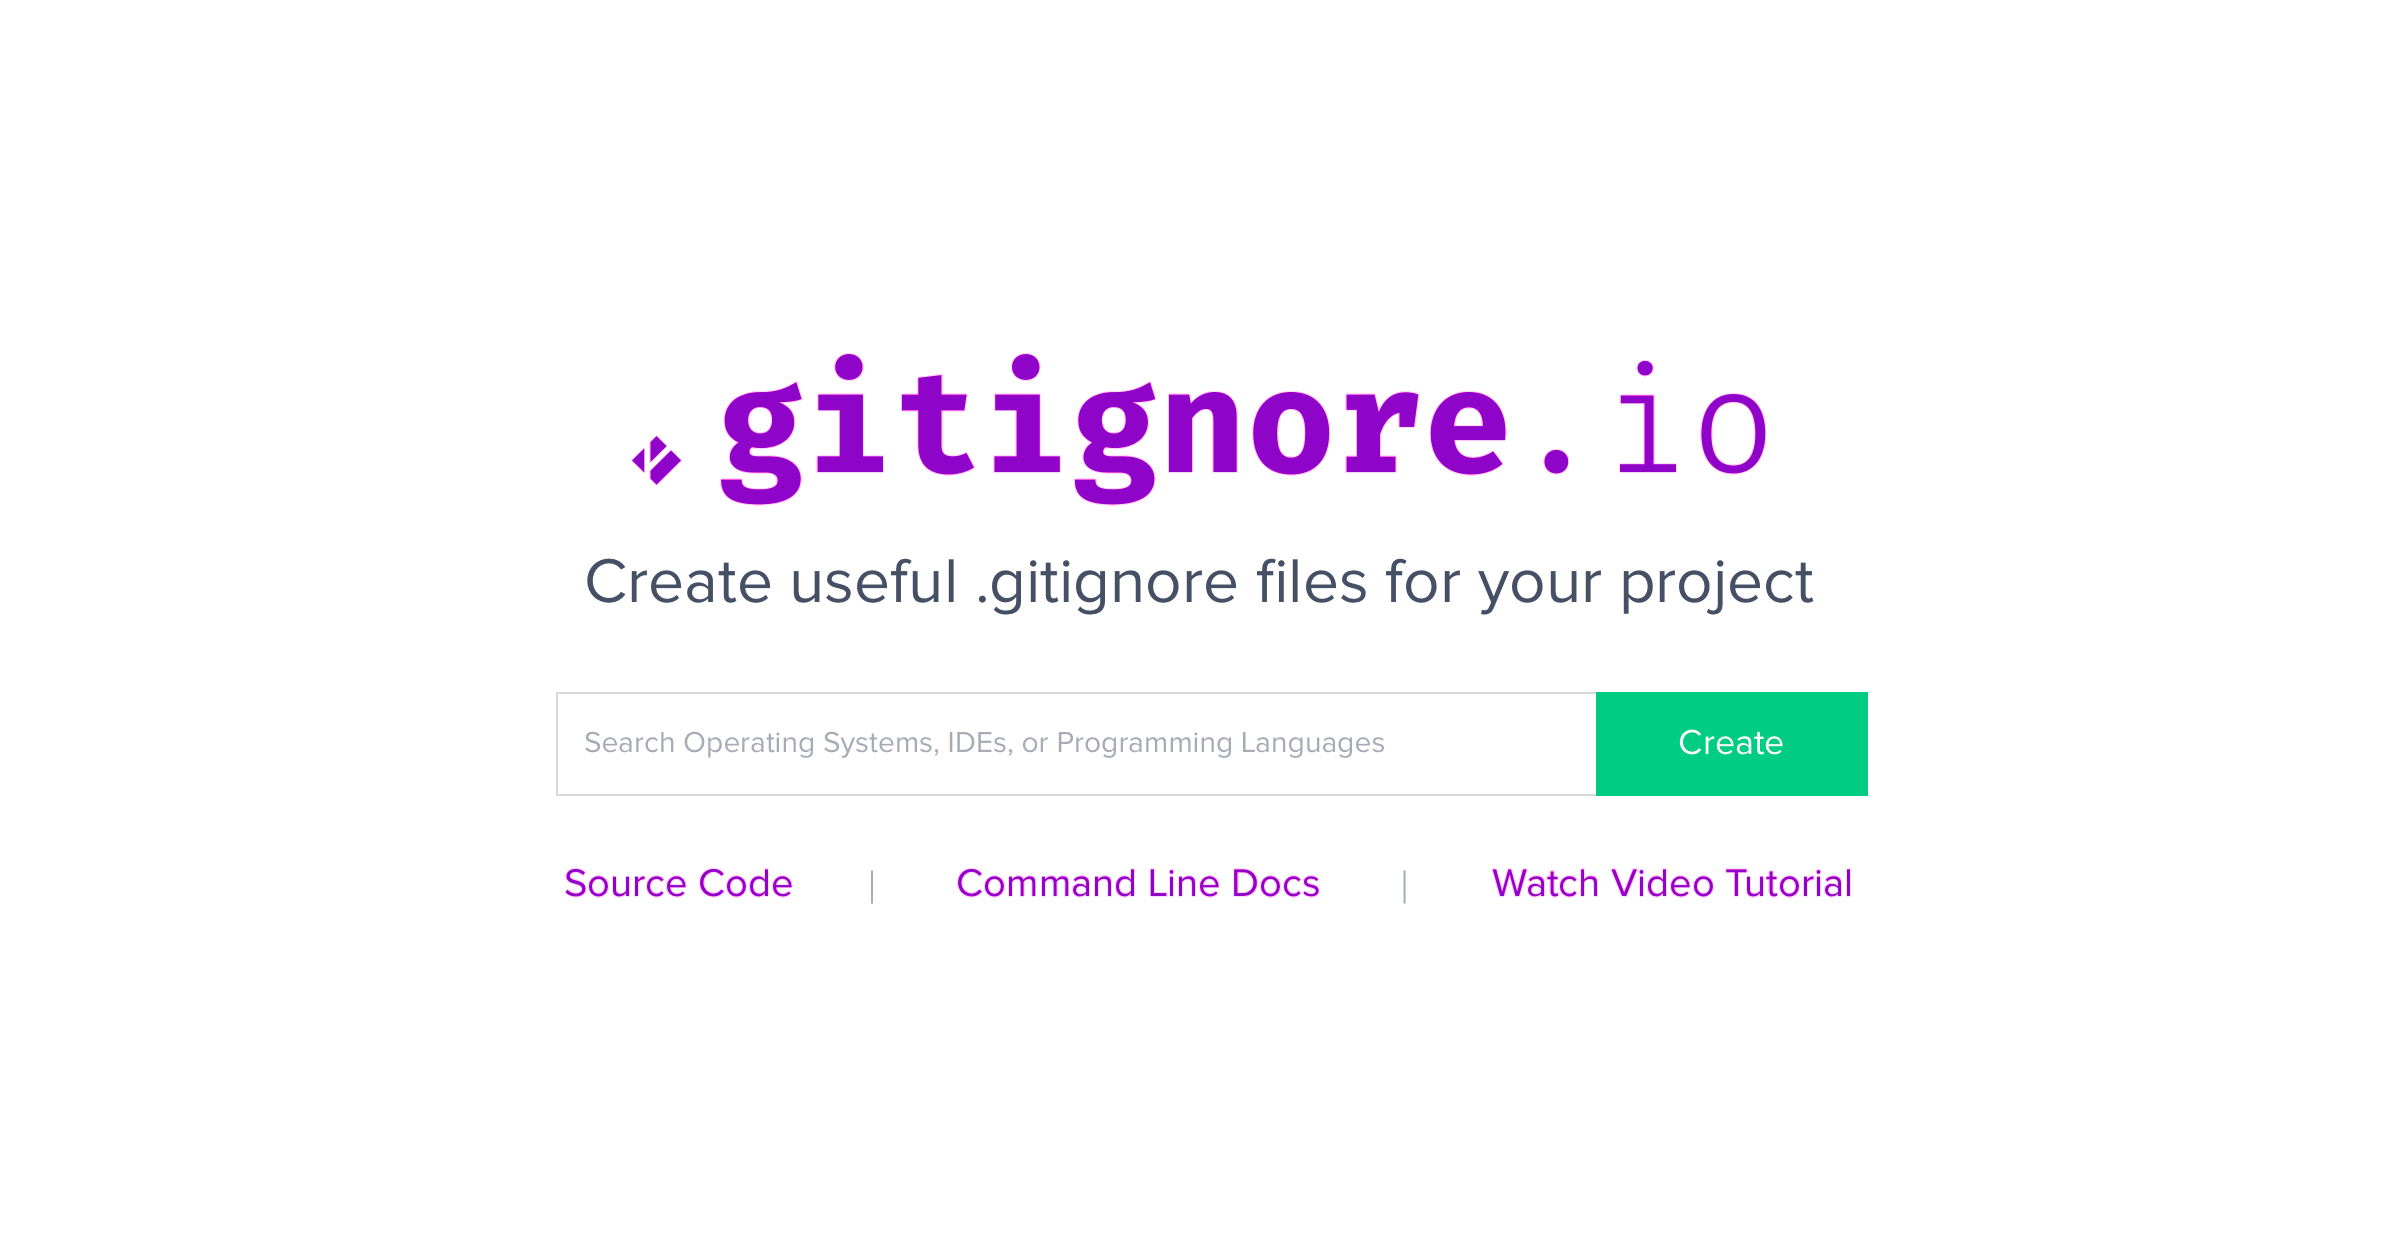 gitignore.io
Create useful .gitignore files for your project
Search Operating Systems, IDEs, or Programming Languages
Create
Source Code | Command Line Docs | Watch Video Tutorial